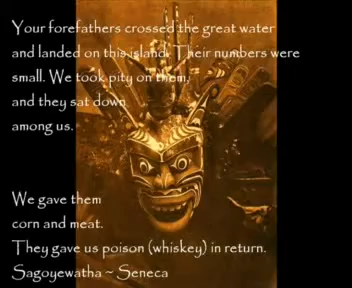 Your forefathers crossed the great water
and landed on this island. Their numbers were
small. We took pity on them,
and they sat down
among us.
We gave them
corn and meat.
They gave us poison (whiskey) in return.
Sagoyewatha ~ Seneca